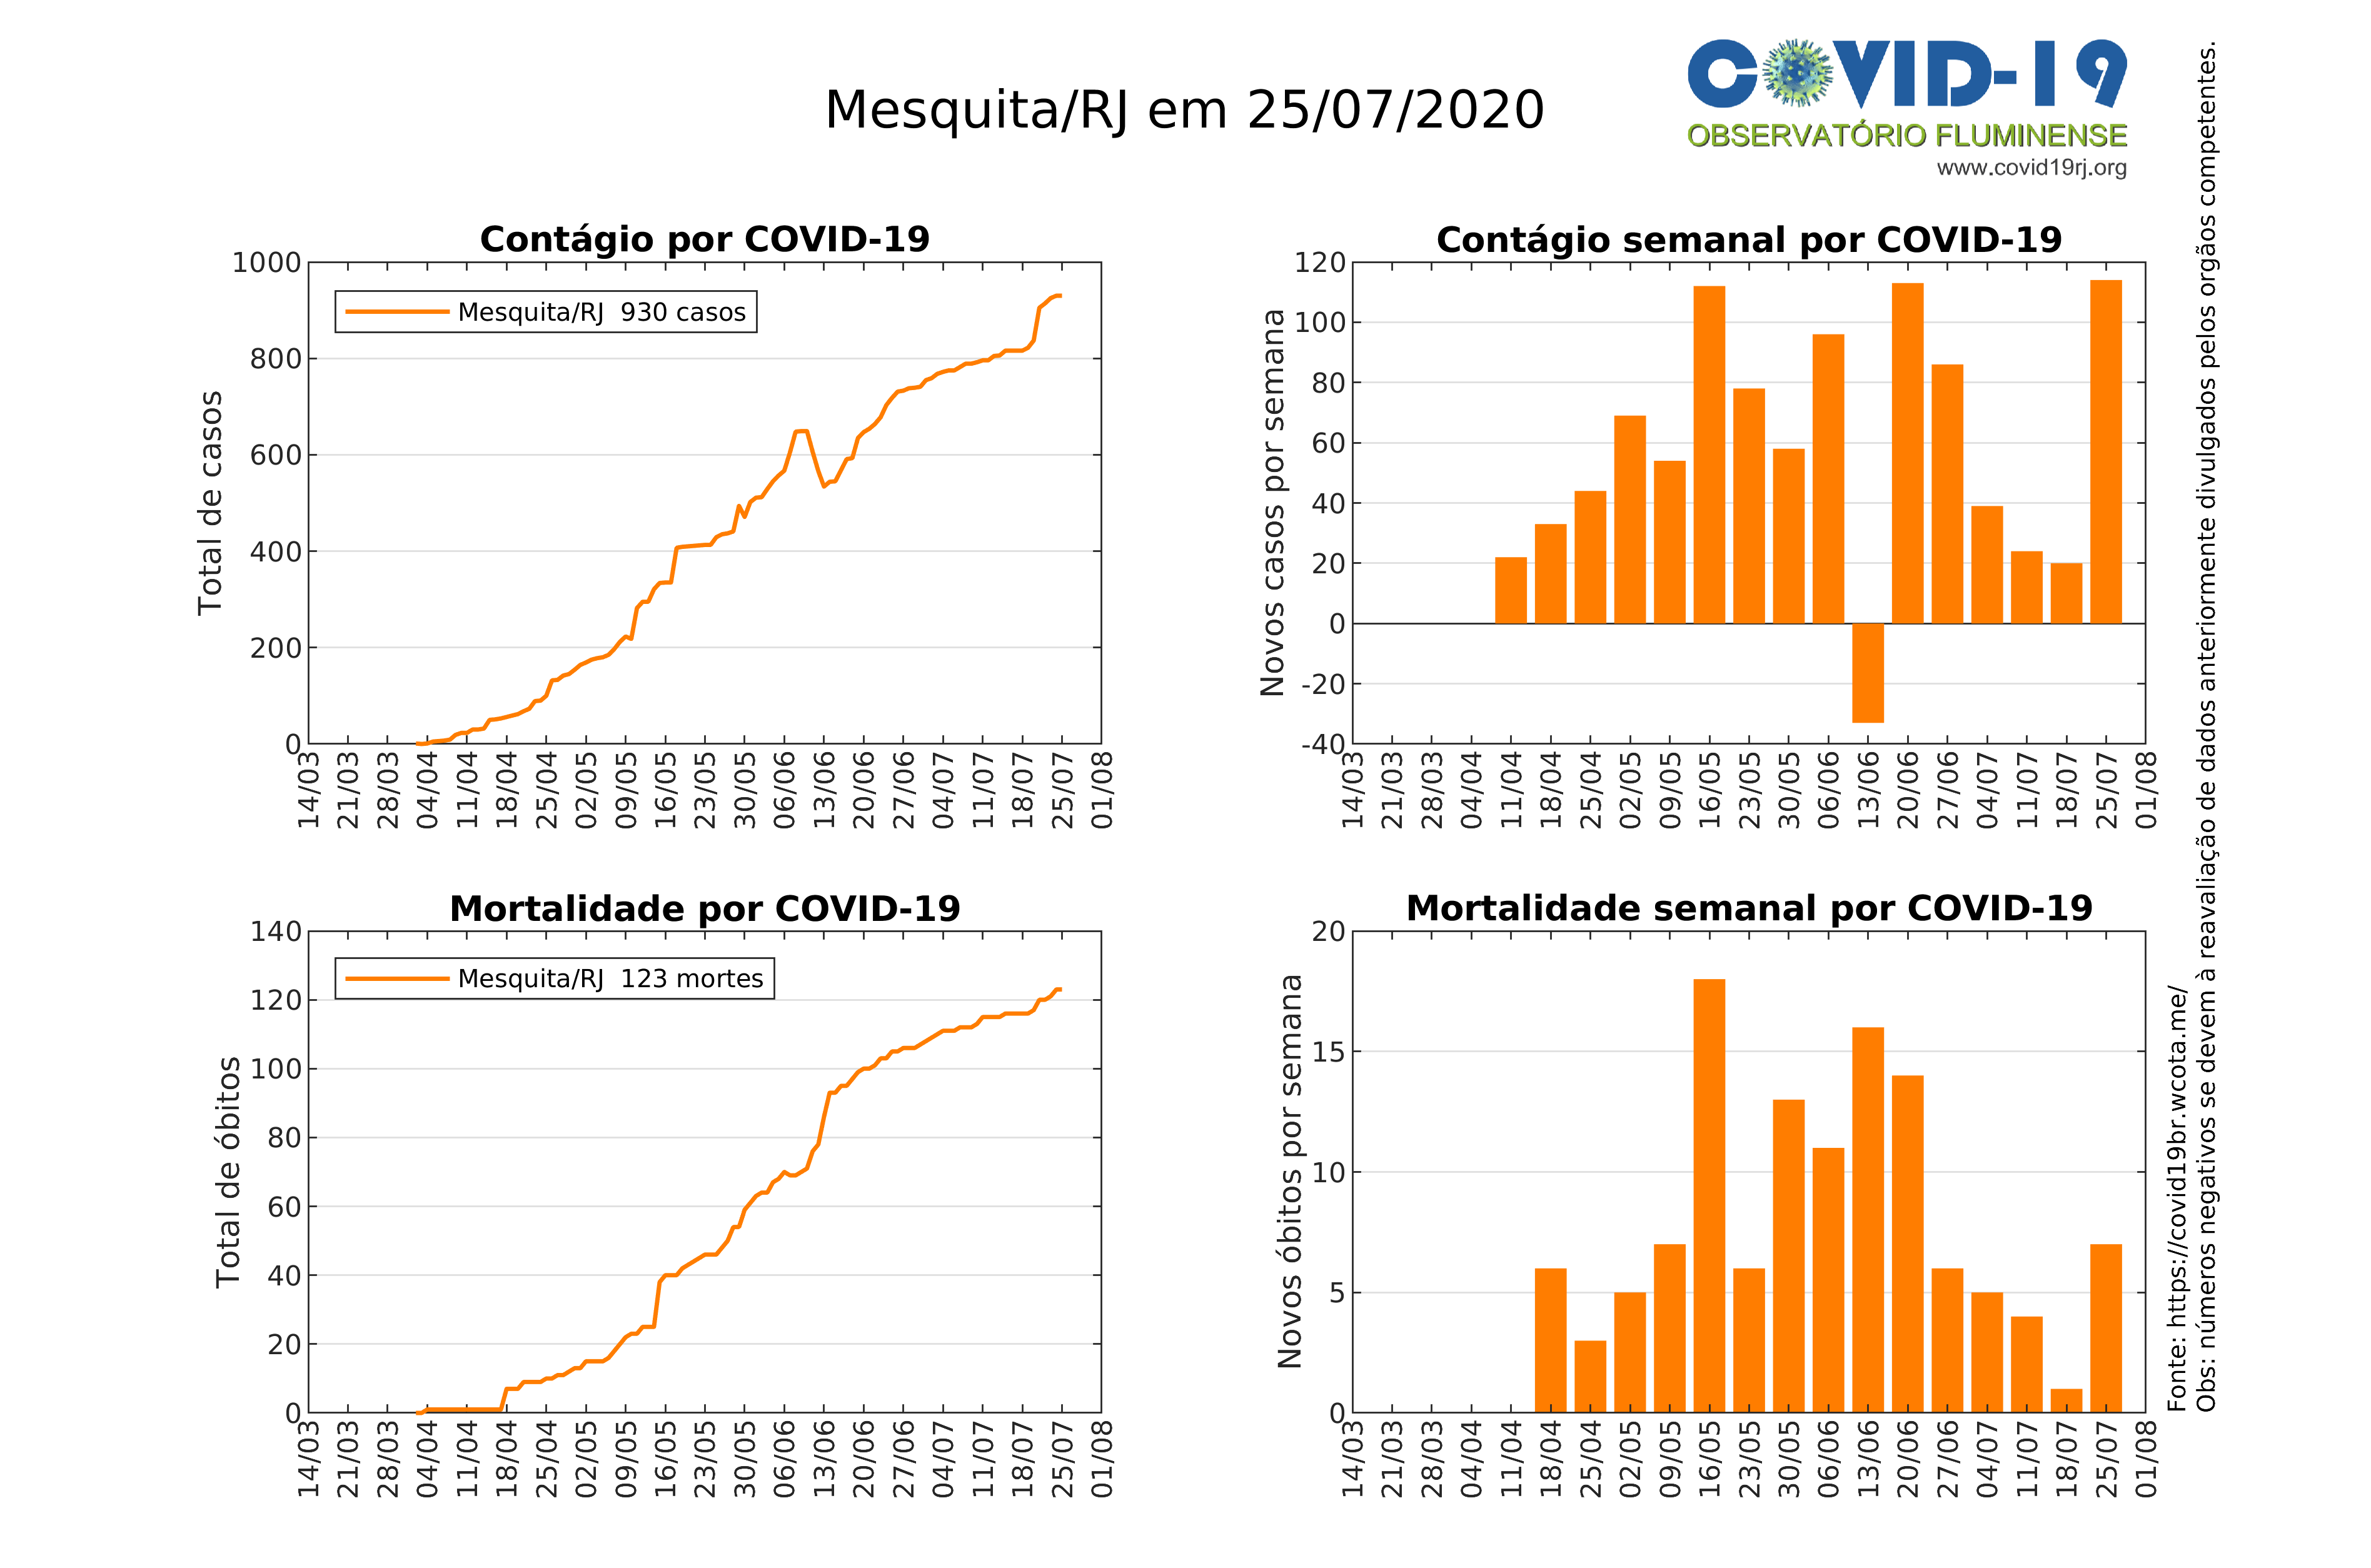 Mesquita/RJ em 25/07/2020
COVID-19
OBSERVATÓRIO FLUMINENSE
www.covid19rj.org
Contágio por COVID-19
Total de casos
1000
800
600
400
200
0
Mesquita/RJ 930 casos
14/03 21/03 28/03 04/04 11/04 18/04 25/04 02/05 09/05 16/05 23/05 30/05 06/06 13/06 20/06 27/06 04/07 11/07 18/07 25/07 01/08
Contágio semanal por COVID-19
Novos casos por semana
120
100
80
60
40
20
0
-20
-40
14/03 21/03 28/03 04/04 11/04 18/04 25/04 02/05 09/05 16/05 23/05 30/05 06/06 13/06 20/06 27/06 04/07 11/07 18/07 25/07 01/08
Mortalidade por COVID-19
Total de óbitos
140
120
100
80
60
40
20
0
Mesquita/RJ 123 mortes
14/03 21/03 28/03 04/04 11/04 18/04 25/04 02/05 09/05 16/05 23/05 30/05 06/06 13/06 20/06 27/06 04/07 11/07 18/07 25/07 01/08
Mortalidade semanal por COVID-19
Novos óbitos por semana
20
15
10
5
0
14/03 21/03 28/03 04/04 11/04 18/04 25/04 02/05 09/05 16/05 23/05 30/05 06/06 13/06 20/06 27/06 04/07 11/07 18/07 25/07 01/08
Fonte: https://covid19br.wcota.me/
Obs: números negativos se devem à reavaliação de dados anteriormente divulgados pelos orgãos competentes.